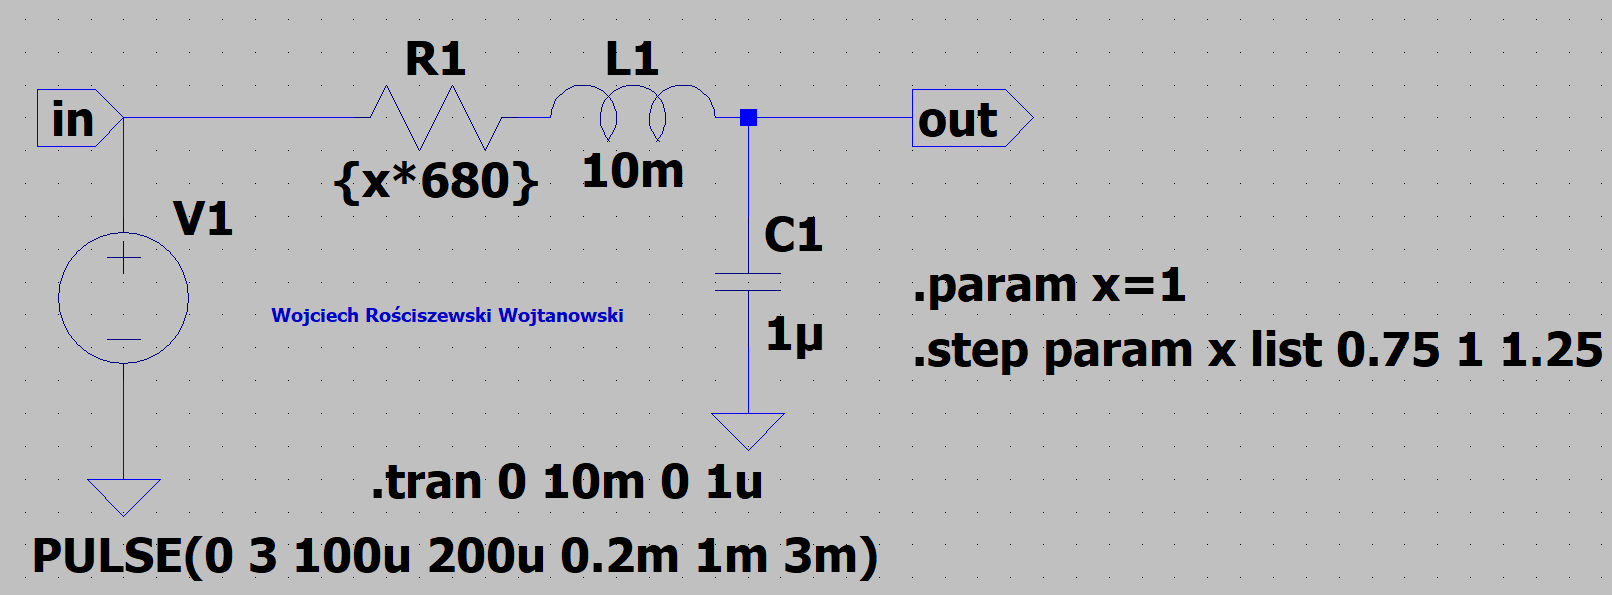 R1
L1
in
out
{x*680}
10m
V1
C1
Wojciech Rościszewski Wojtanowski
.param x=1
1µ
.step param x list 0.75 1 1.25
.tran 0 10m 0 1u
PULSE(0 3 100u 200u 0.2m 1m 3m)